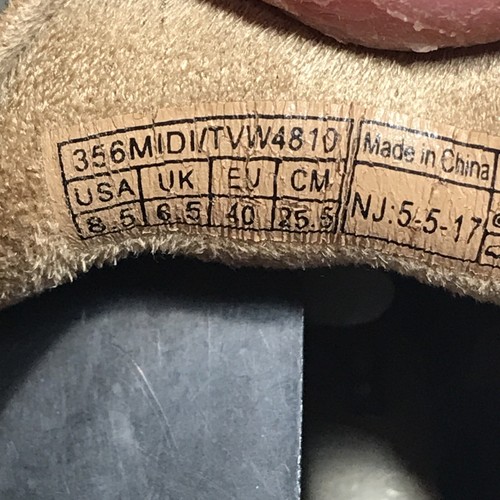 356MIDI/TVW4810
USA UK EU CM
8.5 6.5 40 25.5
Made in China
NJ:5-5-17